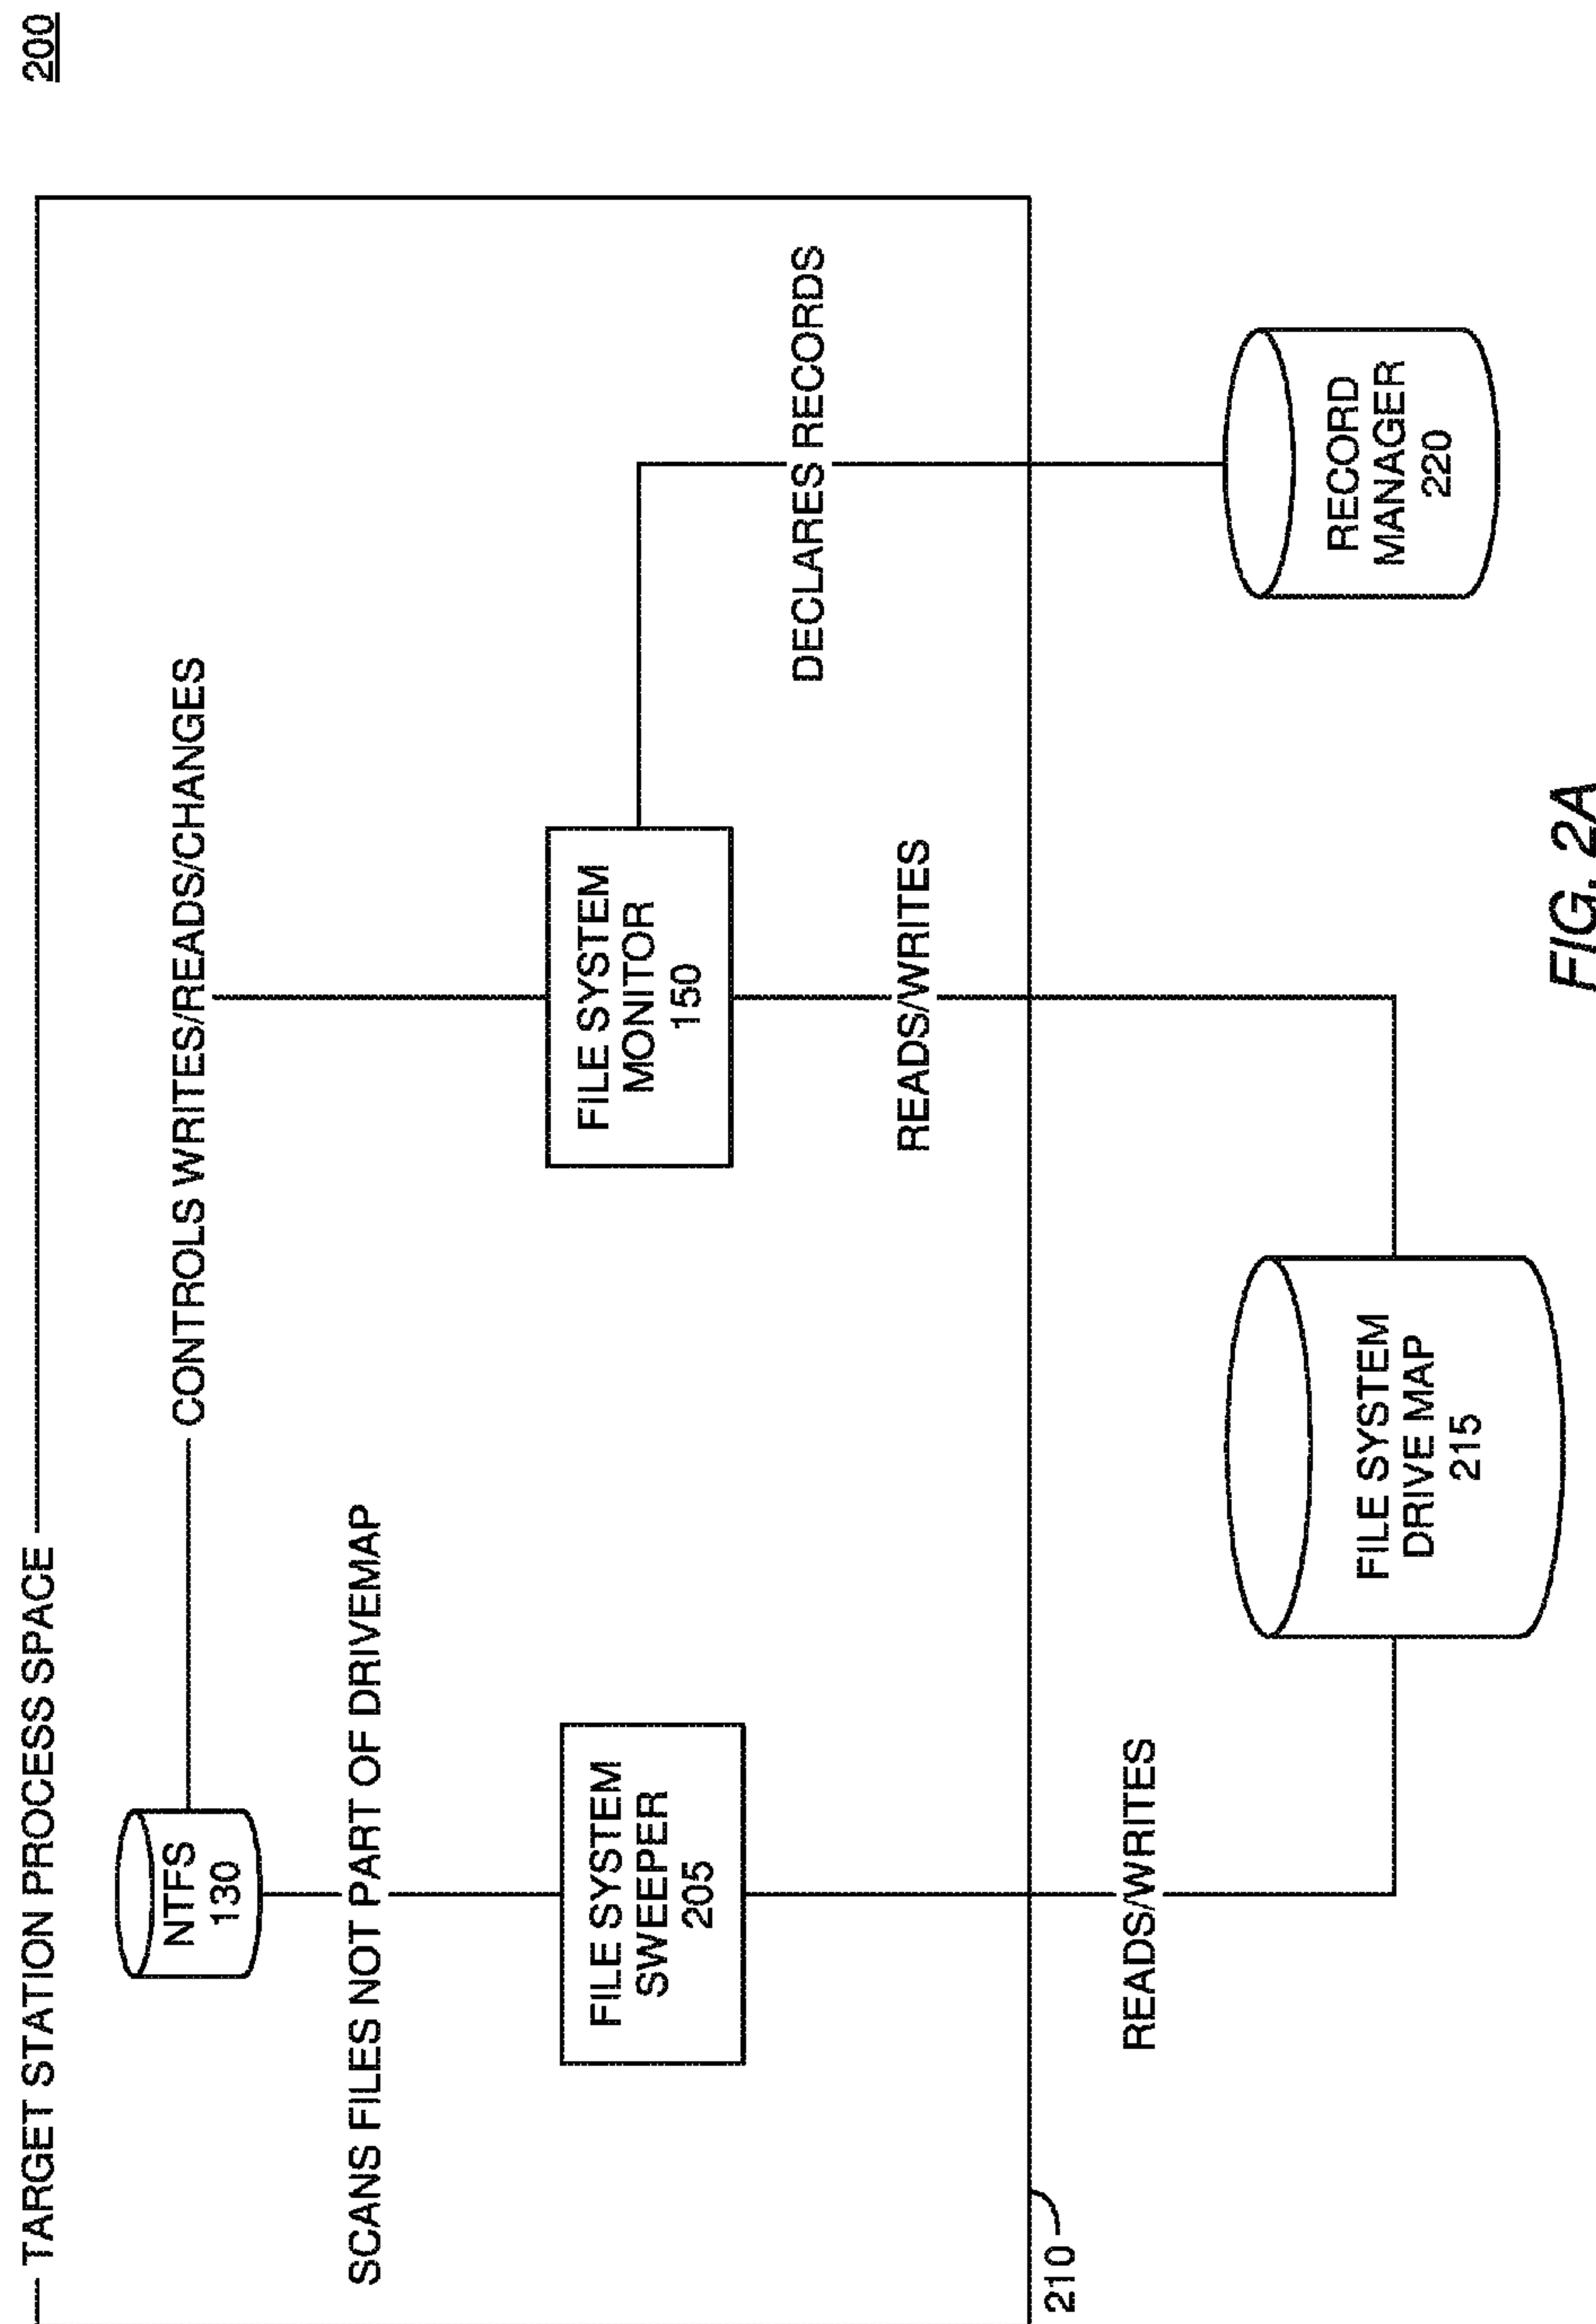 200
TARGET STATION PROCESS SPACE
NTFS
130
CONTROLS WRITES/READS/CHANGES
SCANS FILES NOT PART OF DRIVEMAP
FILE SYSTEM
SWEEPER
205
FILE SYSTEM
MONITOR
150
DECLARES RECORDS
READS/WRITES
210
READS/WRITES
FILE SYSTEM
DRIVE MAP
215
RECORD
MANAGER
220
FIG. 2A